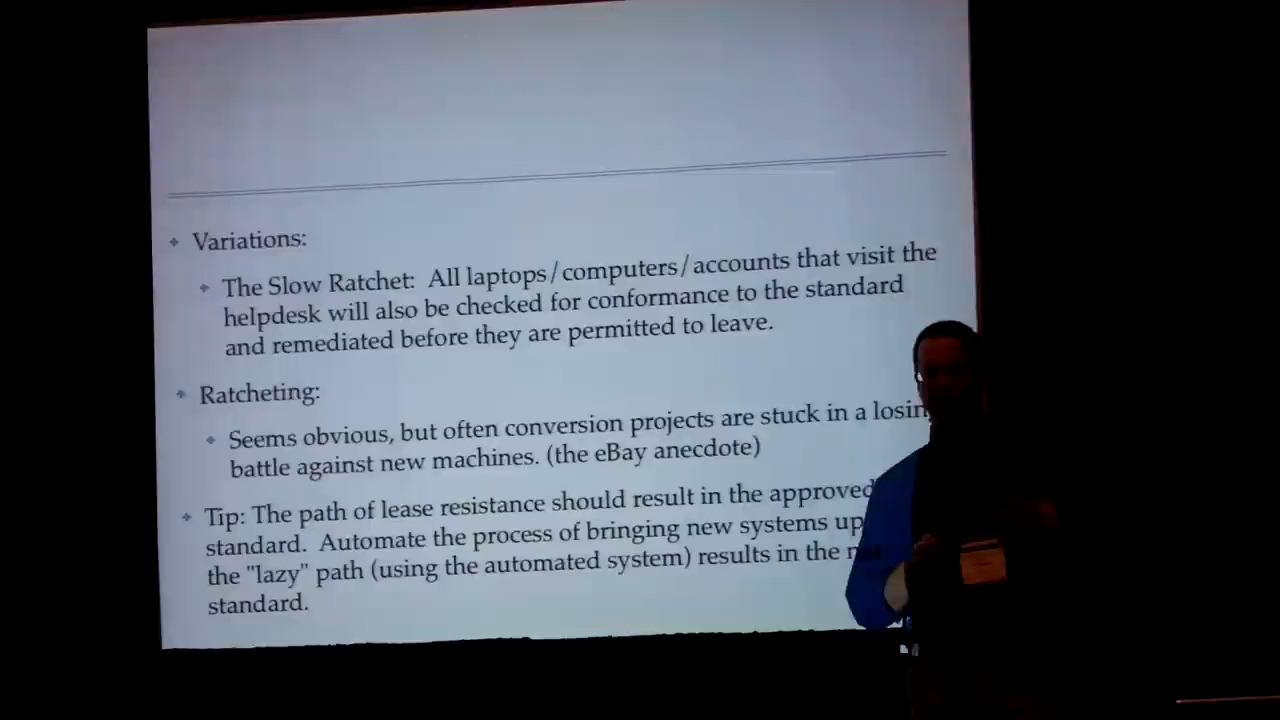 Variations:
The Slow Ratchet: All laptops/computers/accounts that visit the
helpdesk will also be checked for conformance to the standard
and remediated before they are permitted to leave.
Ratcheting:
Seems obvious, but often conversion projects are stuck in a losin
battle against new machines. (the eBay anecdote)
Tip: The path of lease resistance should result in the approved
standard. Automate the process of bringing new systems up
the "lazy" path (using the automated system) results in the
standard.